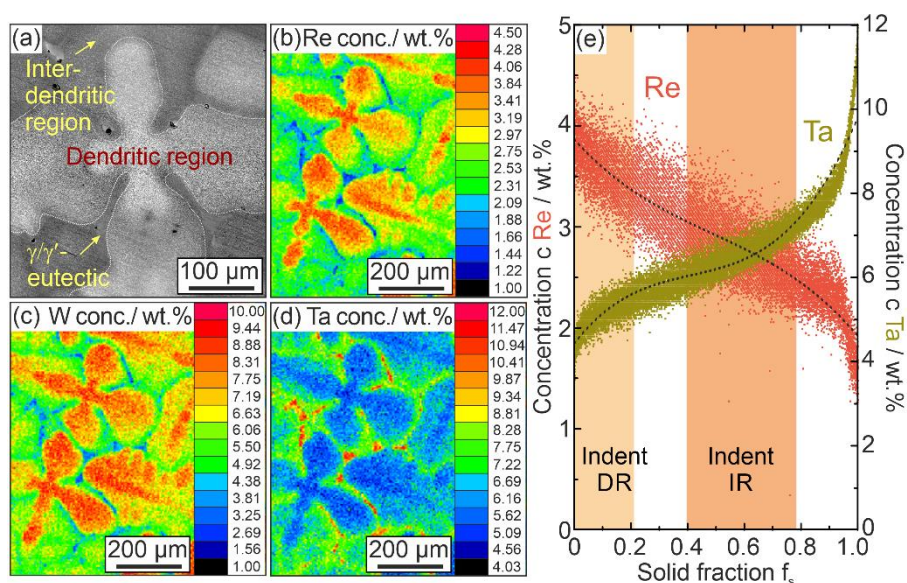 (a)
Inter-
dendritic
region
Dendritic region
γ/γ′-
eutectic
100 µm
(b) Re conc./ wt.%
4.50
4.28
4.06
3.84
3.41
3.19
2.97
2.75
2.53
2.31
2.09
1.88
1.66
1.44
1.22
1.00
200 µm
(c) W conc./ wt.%
10.00
9.44
8.88
8.31
7.75
7.19
6.63
6.06
5.50
4.92
4.38
3.81
3.25
2.69
1.56
1.00
200 µm
(d) Ta conc./ wt.%
12.00
11.47
10.94
10.41
9.87
9.34
8.81
8.28
7.75
7.22
6.69
6.16
5.62
5.09
4.56
4.03
200 µm
(e)
Re
Ta
Indent
DR
Indent
IR
Concentration c Re / wt.%
5
4
3
2
1
0
12
10
8
6
4
2
0
Concentration c Ta / wt.%
0 0.2 0.4 0.6 0.8 1.0
Solid fraction fs